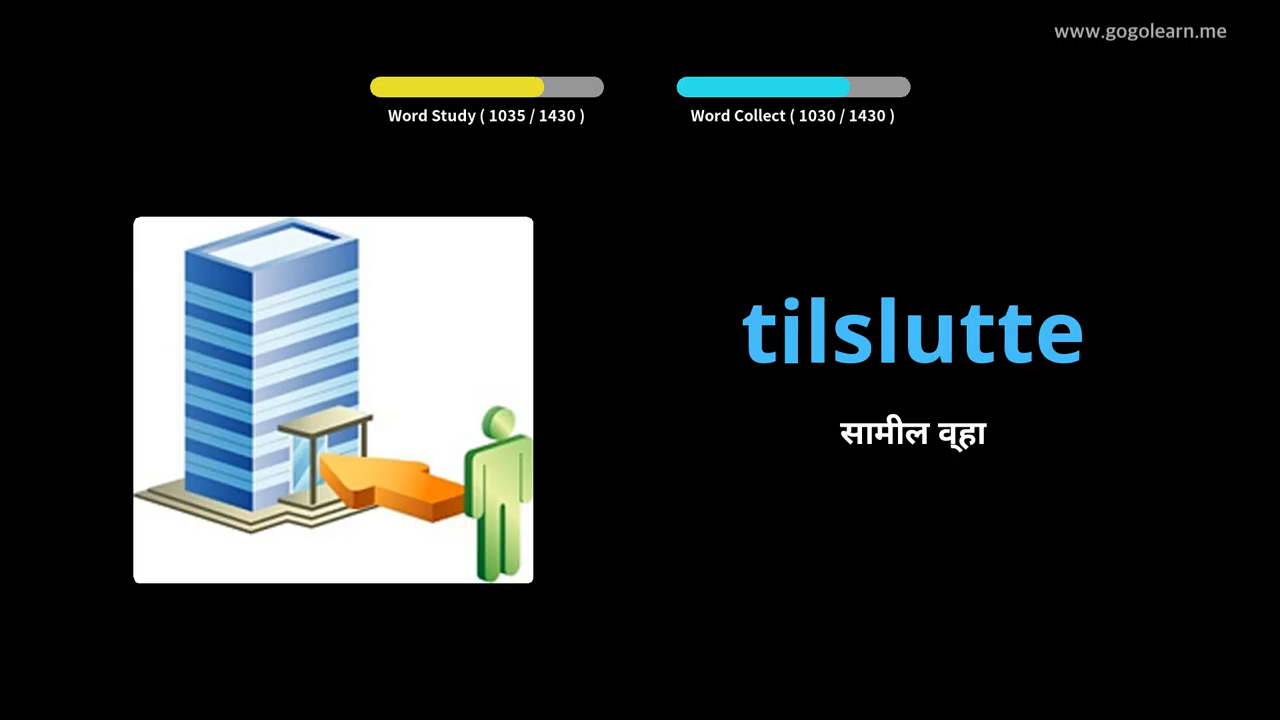 www.gogolearn.me
Word Study ( 1035 / 1430 )
Word Collect ( 1030 / 1430 )
tilslutte
सामील व्हा